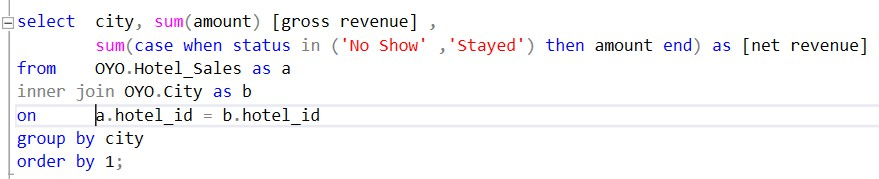 select  city, sum(amount) [gross revenue] ,
        sum(case when status in ('No Show' ,'Stayed') then amount end) as [net revenue]
from    OYO.Hotel_Sales as a
inner join OYO.City as b
on      a.hotel_id = b.hotel_id
group by city
order by 1;